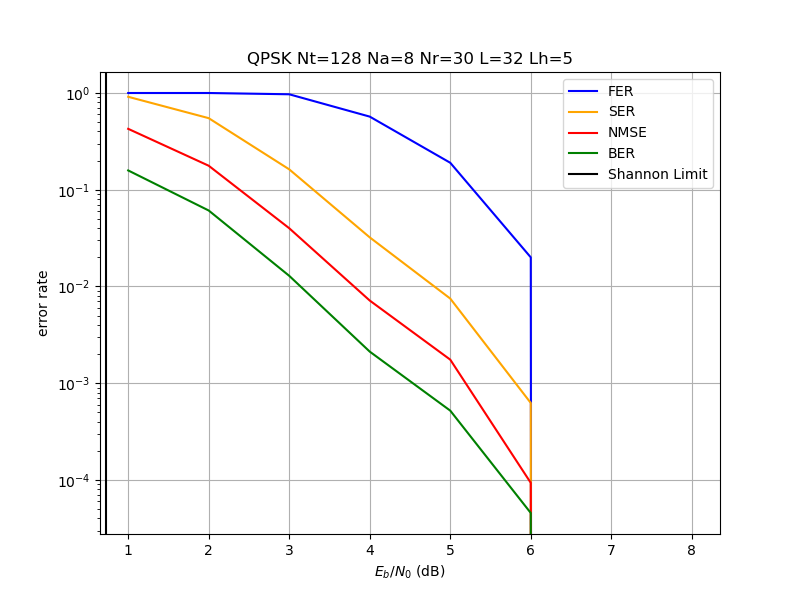 QPSK Nt=128 Na=8 Nr=30 L=32 Lh=5
FER
SER
NMSE
BER
Shannon Limit
10⁰
10⁻¹
10⁻²
10⁻³
10⁻⁴
error rate
1 2 3 4 5 6 7 8
E_b/N_0 (dB)